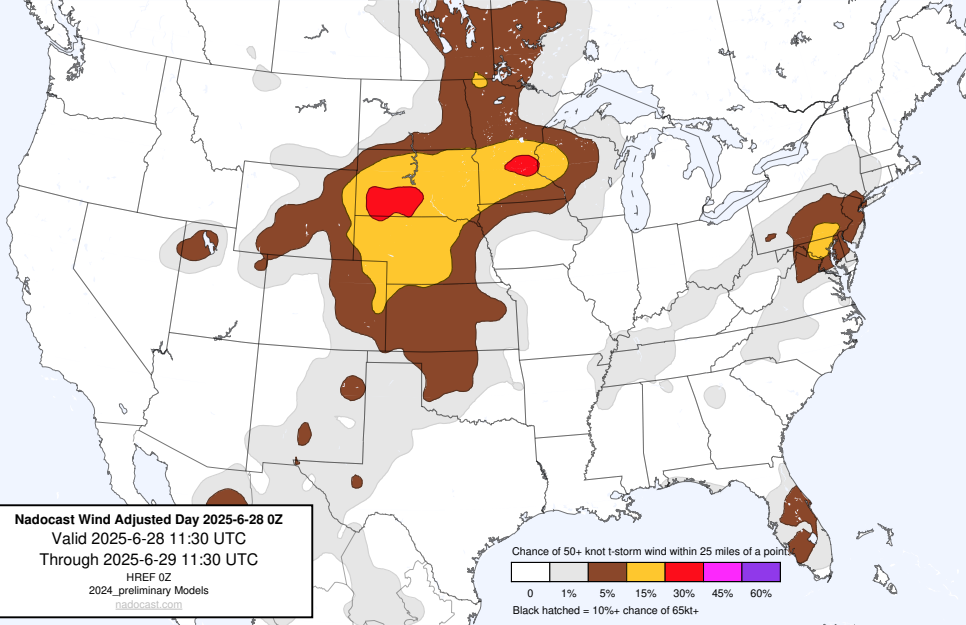 Nadocast Wind Adjusted Day 2025-6-28 0Z
Valid 2025-6-28 11:30 UTC
Through 2025-6-29 11:30 UTC
HREF 0Z
2024_preliminary Models
nadocast.com
Chance of 50+ knot t-storm wind within 25 miles of a point.
0 1% 5% 15% 30% 45% 60%
Black hatched = 10%+ chance of 65kt+